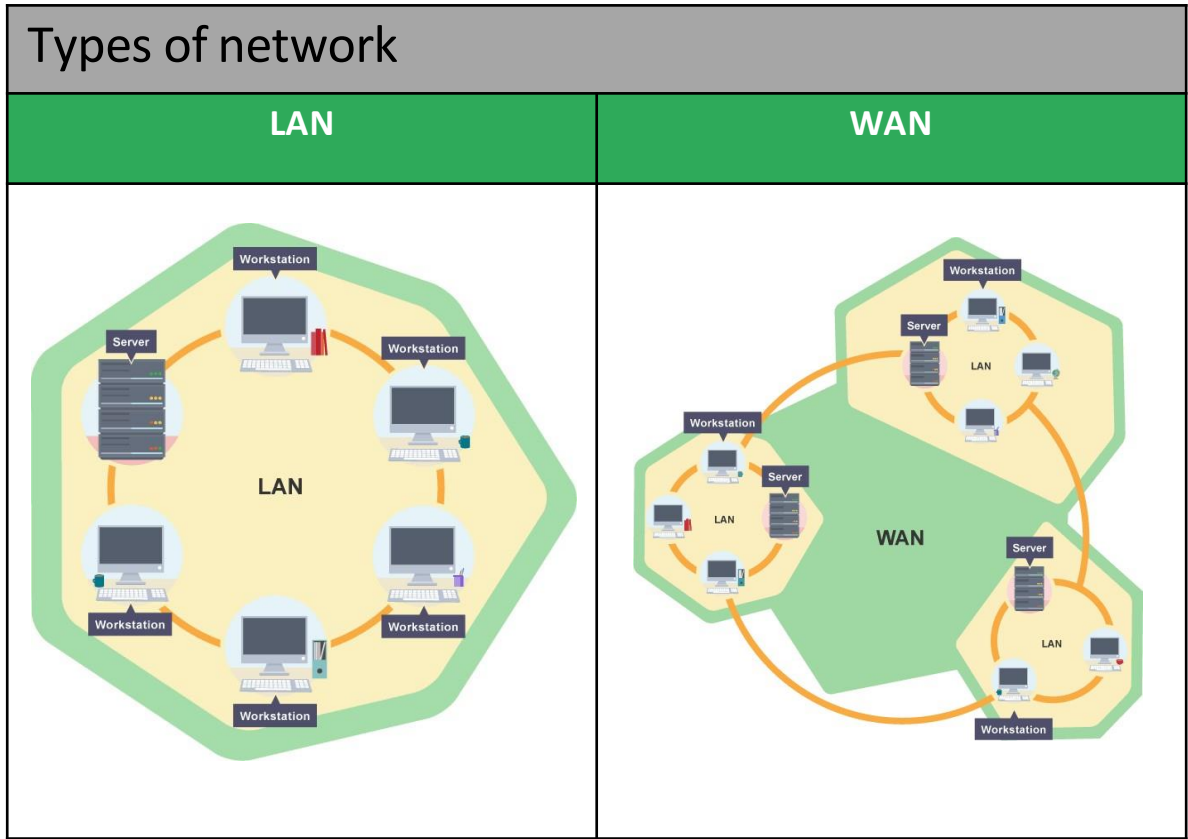 Types of network
LAN
WAN
Workstation
Server
Workstation
LAN
Workstation
Workstation
Workstation
Workstation
Server
LAN
Workstation
Server
LAN
WAN
Server
LAN
Workstation